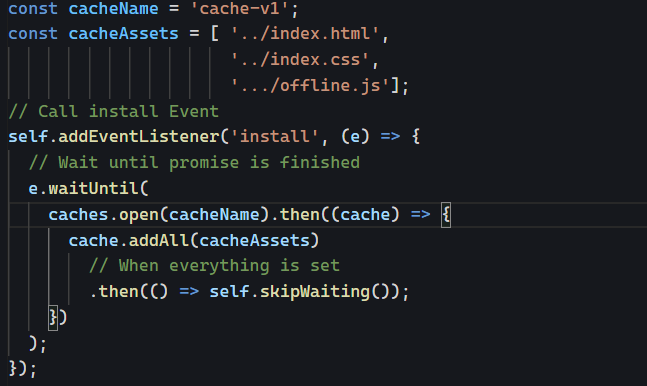 const cacheName = 'cache-v1';
const cacheAssets = [ '../index.html',
'../index.css',
'.../offline.js'];
// Call install Event
self.addEventListener('install', (e) => {
// Wait until promise is finished
e.waitUntil(
caches.open(cacheName).then((cache) => {
cache.addAll(cacheAssets)
// When everything is set
.then(() => self.skipWaiting());
})
);
});